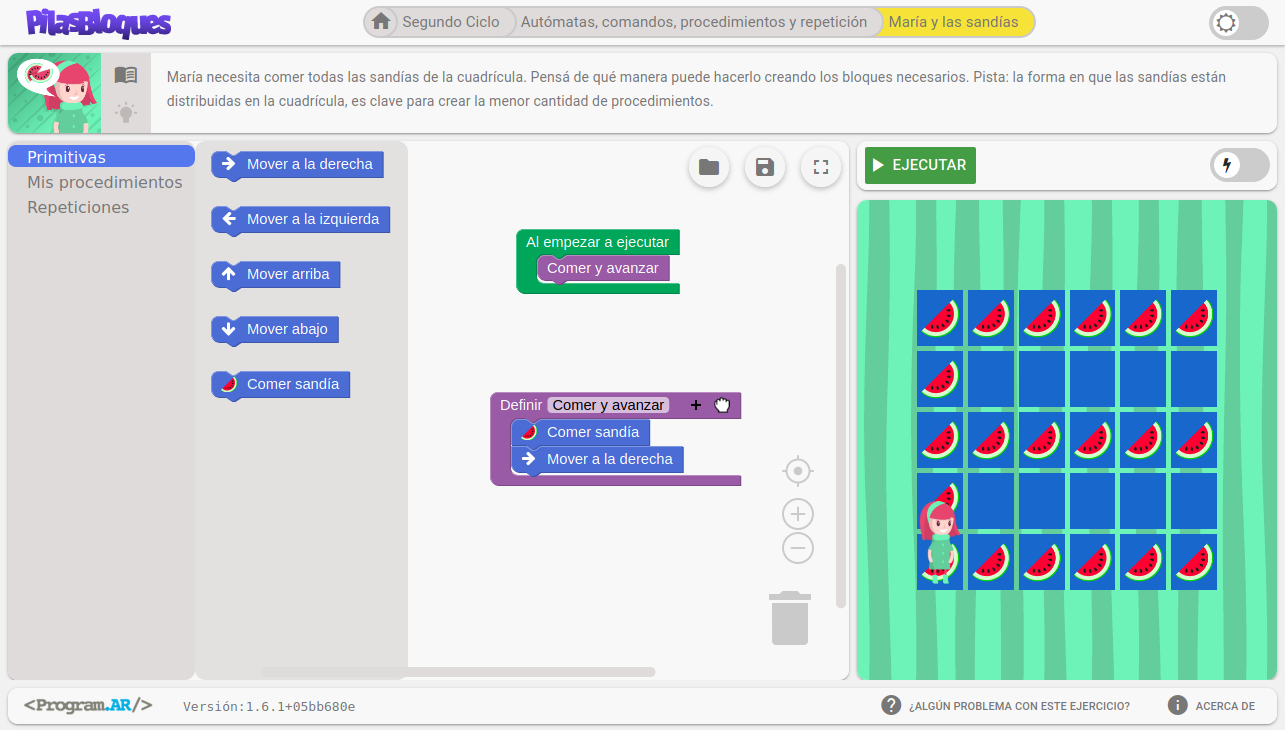 PilasBloques
Segundo Ciclo
Autómatas, comandos, procedimientos y repetición
María y las sandías
María necesita comer todas las sandías de la cuadrícula. Pensá de qué manera puede hacerlo creando los bloques necesarios. Pista: la forma en que las sandías están
distribuidas en la cuadrícula, es clave para crear la menor cantidad de procedimientos.
Primitivas
Mis procedimientos
Repeticiones
Mover a la derecha
Mover a la izquierda
Mover arriba
Mover abajo
Comer sandía
Al empezar a ejecutar
Comer y avanzar
Definir Comer y avanzar +
Comer sandía
Mover a la derecha
EJECUTAR
<Program.AR/>
Versión:1.6.1+05bb680e
¿ALGÚN PROBLEMA CON ESTE EJERCICIO?
ACERCA DE